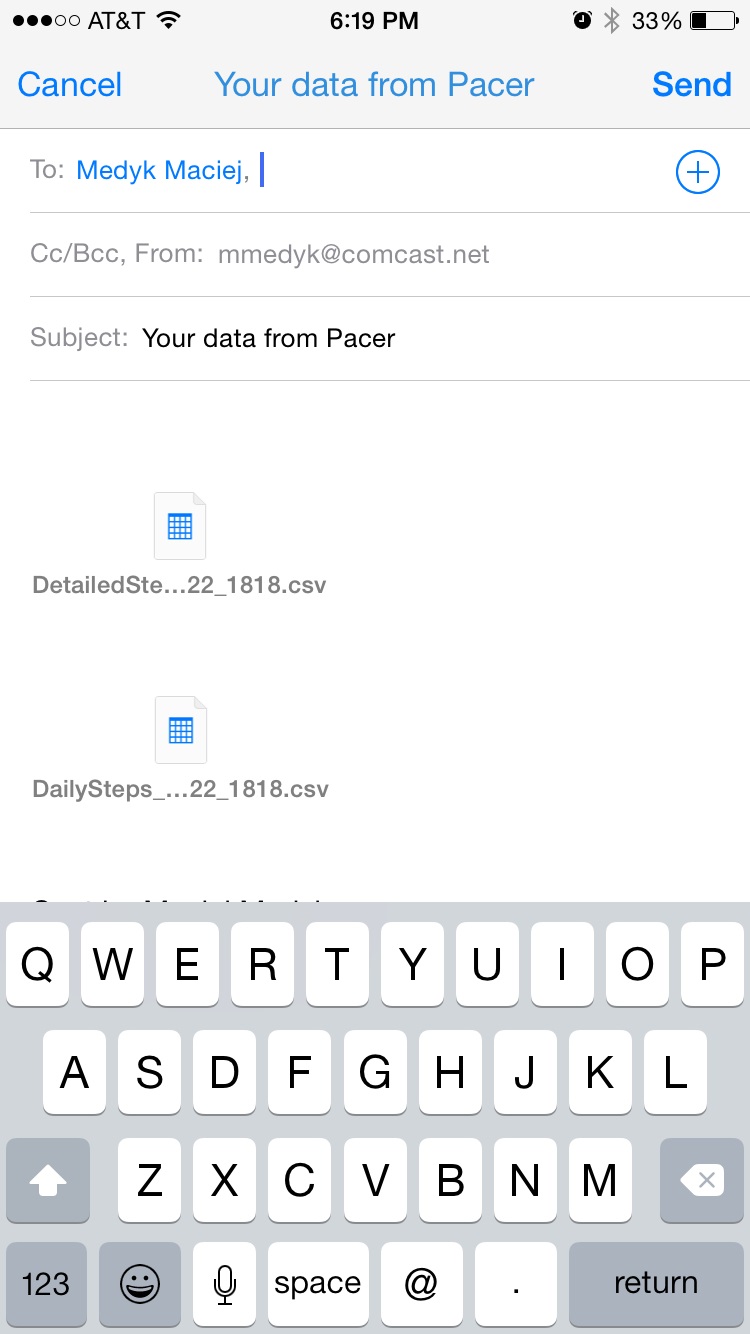 AT&T 6:19 PM 33%
Cancel Your data from Pacer Send
To: Medyk Maciej,
Cc/Bcc, From: mmedyk@comcast.net
Subject: Your data from Pacer
DetailedSte...22_1818.csv
DailySteps_...22_1818.csv
Q W E R T Y U I O P
A S D F G H J K L
Z X C V B N M
123 space @ . return